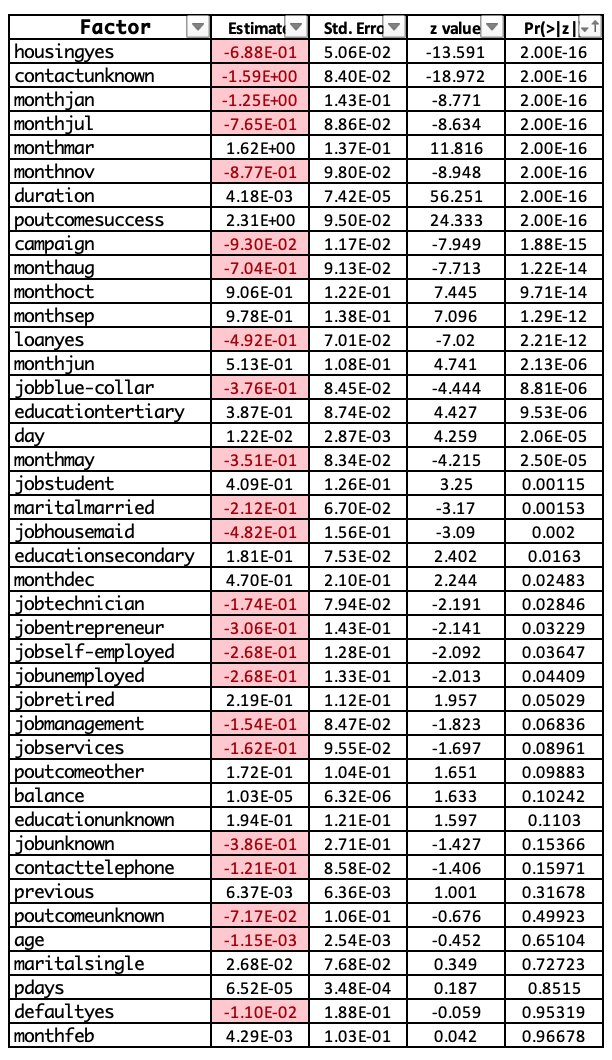 Factor Estimate Std. Erro z value Pr(>|z|
housingyes -6.88E-01 5.06E-02 -13.591 2.00E-16
contactunknown -1.59E+00 8.40E-02 -18.972 2.00E-16
monthjan -1.25E+00 1.43E-01 -8.771 2.00E-16
monthjul -7.65E-01 8.86E-02 -8.634 2.00E-16
monthmar 1.62E+00 1.37E-01 11.816 2.00E-16
monthnov -8.77E-01 9.80E-02 -8.948 2.00E-16
duration 4.18E-03 7.42E-05 56.251 2.00E-16
poutcomesuccess 2.31E+00 9.50E-02 24.333 2.00E-16
campaign -9.30E-02 1.17E-02 -7.949 1.88E-15
monthaug -7.04E-01 9.13E-02 -7.713 1.22E-14
monthoct 9.06E-01 1.22E-01 7.445 9.71E-14
monthsep 9.78E-01 1.38E-01 7.096 1.29E-12
loanyes -4.92E-01 7.01E-02 -7.02 2.21E-12
monthjun 5.13E-01 1.08E-01 4.741 2.13E-06
jobblue-collar -3.76E-01 8.45E-02 -4.444 8.81E-06
educationtertiary 3.87E-01 8.74E-02 4.427 9.53E-06
day 1.22E-02 2.87E-03 4.259 2.06E-05
monthmay -3.51E-01 8.34E-02 -4.215 2.50E-05
jobstudent 4.09E-01 1.26E-01 3.25 0.00115
maritalmarried -2.12E-01 6.70E-02 -3.17 0.00153
jobhousemaid -4.82E-01 1.56E-01 -3.09 0.002
educationsecondary 1.81E-01 7.53E-02 2.402 0.0163
monthdec 4.70E-01 2.10E-01 2.244 0.02483
jobtechnician -1.74E-01 7.94E-02 -2.191 0.02846
jobentrepreneur -3.06E-01 1.43E-01 -2.141 0.03229
jobself-employed -2.68E-01 1.28E-01 -2.092 0.03647
jobunemployed -2.68E-01 1.33E-01 -2.013 0.04409
jobretired 2.19E-01 1.12E-01 1.957 0.05029
jobmanagement -1.54E-01 8.47E-02 -1.823 0.06836
jobservices -1.62E-01 9.55E-02 -1.697 0.08961
poutcomeother 1.72E-01 1.04E-01 1.651 0.09883
balance 1.03E-05 6.32E-06 1.633 0.10242
educationunknown 1.94E-01 1.21E-01 1.597 0.1103
jobunknown -3.86E-01 2.71E-01 -1.427 0.15366
contacttelephone -1.21E-01 8.58E-02 -1.406 0.15971
previous 6.37E-03 6.36E-03 1.001 0.31678
poutcomeunknown -7.17E-02 1.06E-01 -0.676 0.49923
age -1.15E-03 2.54E-03 -0.452 0.65104
maritalsingle 2.68E-02 7.68E-02 0.349 0.72723
pdays 6.52E-05 3.48E-04 0.187 0.8515
defaultyes -1.10E-02 1.88E-01 -0.059 0.95319
monthfeb 4.29E-03 1.03E-01 0.042 0.96678